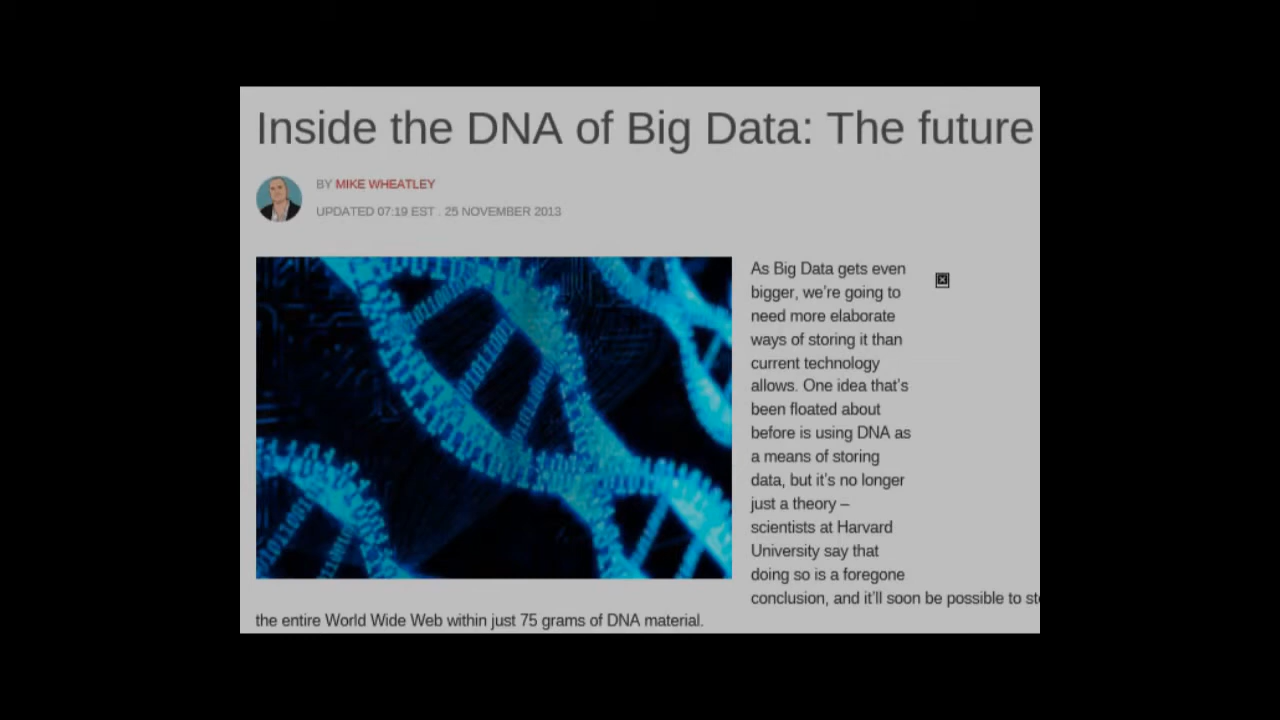 Inside the DNA of Big Data: The future
BY MIKE WHEATLEY
UPDATED 07:19 EST . 25 NOVEMBER 2013
As Big Data gets even
bigger, we’re going to
need more elaborate
ways of storing it than
current technology
allows. One idea that’s
been floated about
before is using DNA as
a means of storing
data, but it’s no longer
just a theory –
scientists at Harvard
University say that
doing so is a foregone
conclusion, and it’ll soon be possible to
the entire World Wide Web within just 75 grams of DNA material.